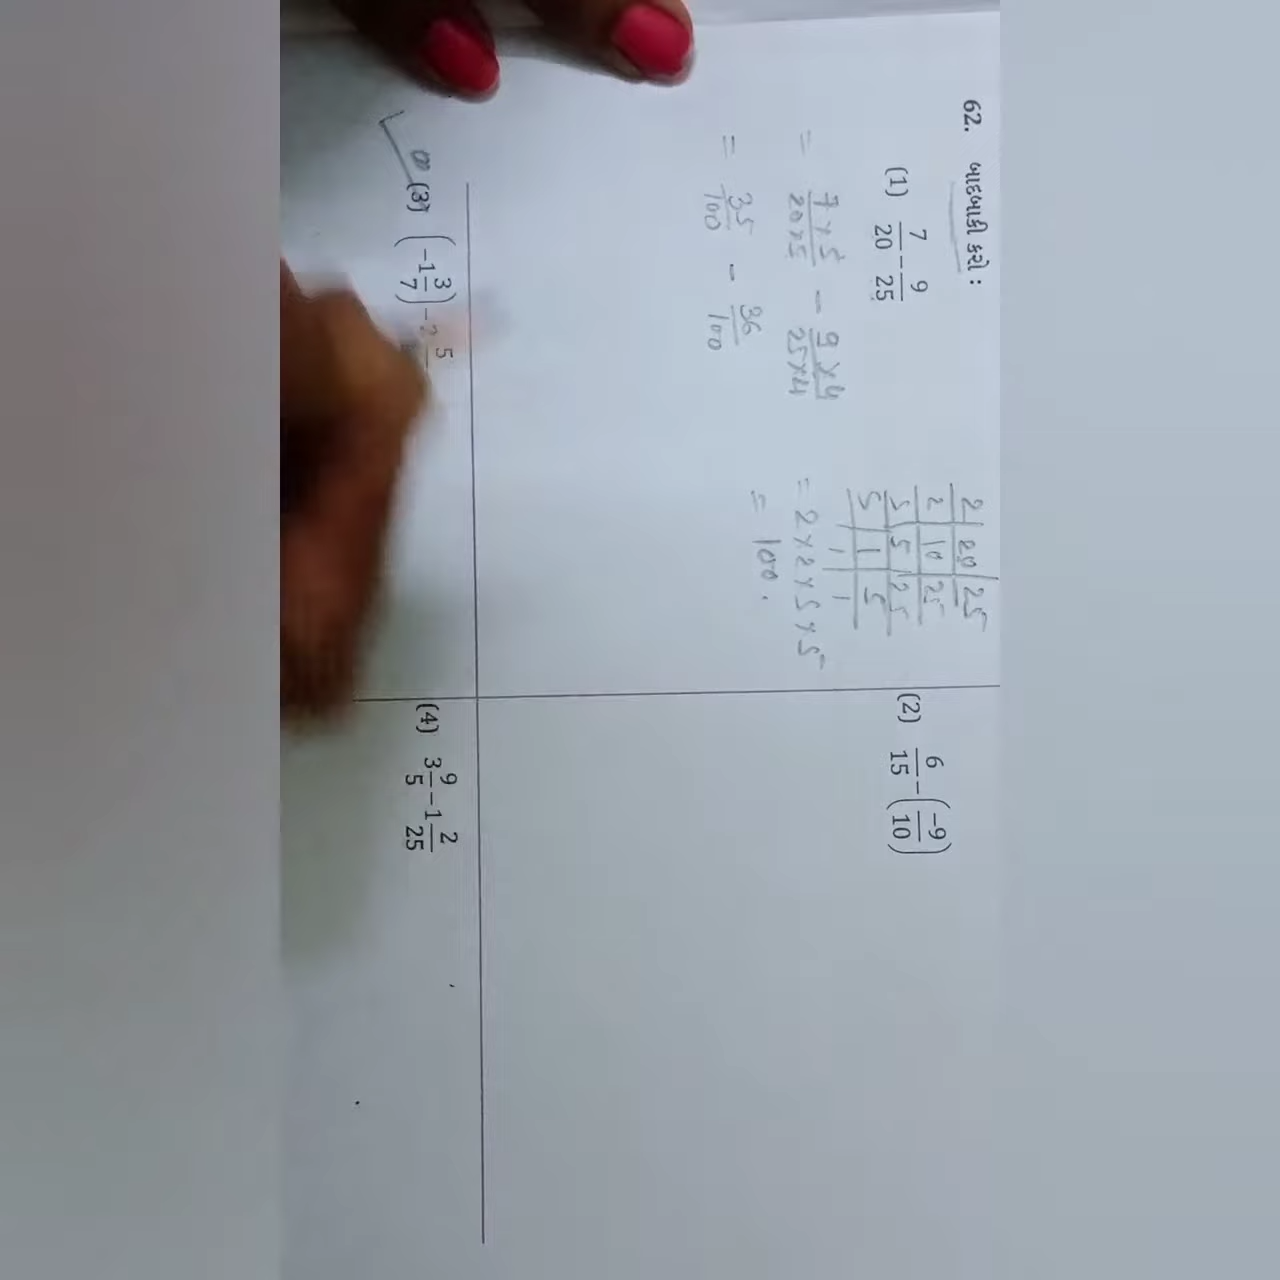 62. બાદબાકી કરો :
(1) 7/20 - 9/25
= 7×5/20×5 - 9×4/25×4
= 35/100 - 36/100
2 | 20 | 25
2 | 10 | 25
5 | 5 | 25
5 | 1 | 5
1 | 1
= 2×2×5×5
= 100.
(2) 6/15 - (-9/10)
(3) (-1 3/7) - 2 5
(4) 3 9/5 - 1 2/25